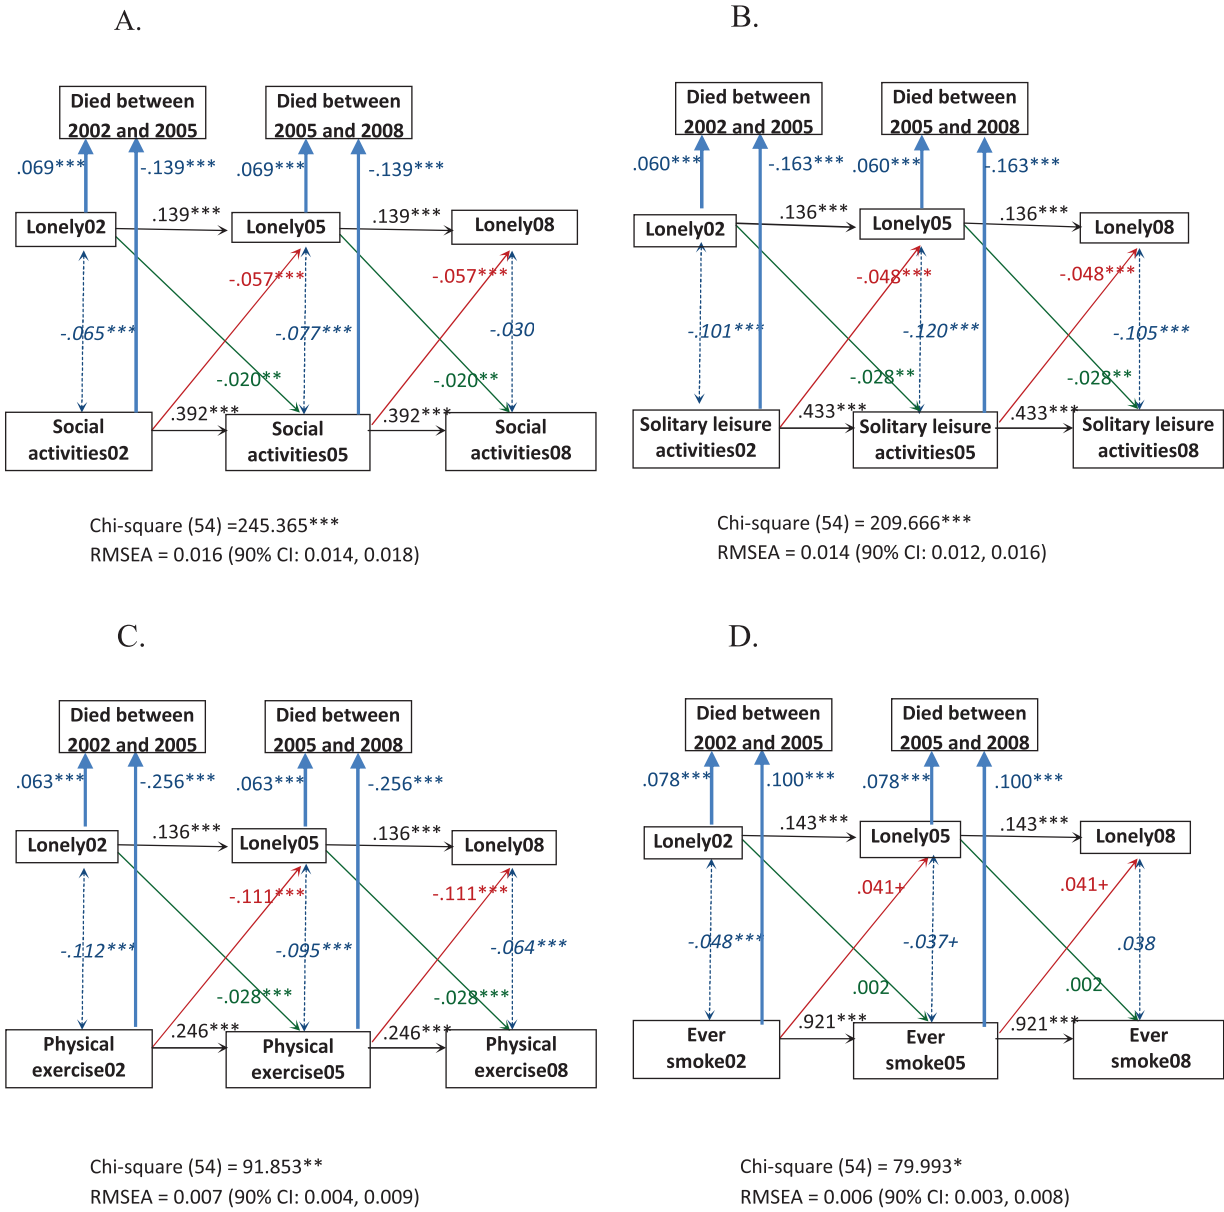 A.
Died between
2002 and 2005
Died between
2005 and 2008
.069***
-.139***
.069***
-.139***
Lonely02
.139***
Lonely05
.139***
Lonely08
-.057***
-.057***
-.065***
-.077***
-.030
-.020**
-.020**
.392***
.392***
Social
activities02
Social
activities05
Social
activities08
Chi-square (54) =245.365***
RMSEA = 0.016 (90% CI: 0.014, 0.018)
B.
Died between
2002 and 2005
Died between
2005 and 2008
.060***
-.163***
.060***
-.163***
Lonely02
.136***
Lonely05
.136***
Lonely08
-.048***
-.048***
-.101***
-.120***
-.105***
-.028**
-.028**
.433***
.433***
Solitary leisure
activities02
Solitary leisure
activities05
Solitary leisure
activities08
Chi-square (54) = 209.666***
RMSEA = 0.014 (90% CI: 0.012, 0.016)
C.
Died between
2002 and 2005
Died between
2005 and 2008
.063***
-.256***
.063***
-.256***
Lonely02
.136***
Lonely05
.136***
Lonely08
-.111***
-.111***
-.112***
-.095***
-.064***
-.028***
-.028***
.246***
.246***
Physical
exercise02
Physical
exercise05
Physical
exercise08
Chi-square (54) = 91.853**
RMSEA = 0.007 (90% CI: 0.004, 0.009)
D.
Died between
2002 and 2005
Died between
2005 and 2008
.078***
.100***
.078***
.100***
Lonely02
.143***
Lonely05
.143***
Lonely08
.041+
.041+
-.048***
-.037+
.038
.002
.002
.921***
.921***
Ever
smoke02
Ever
smoke05
Ever
smoke08
Chi-square (54) = 79.993*
RMSEA = 0.006 (90% CI: 0.003, 0.008)